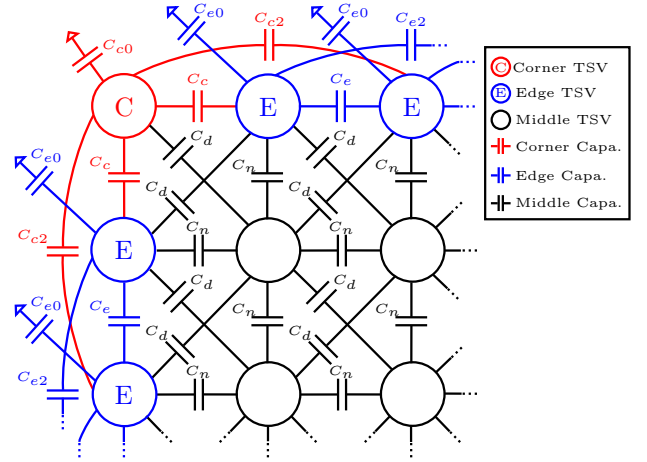 C_{c2}
C_{e0} C_{e0} C_{e2}
C_{c0}
C_c C_e
C E E
C_d C_d
C_c C_n C_n
C_{e0} C_d C_d
C_{c2} C_n C_n
E
C_d C_d
C_{e0} C_e C_n C_n
C_d C_d
C_{e2} C_n C_n
E
C Corner TSV
E Edge TSV
Middle TSV
Corner Capa.
Edge Capa.
Middle Capa.